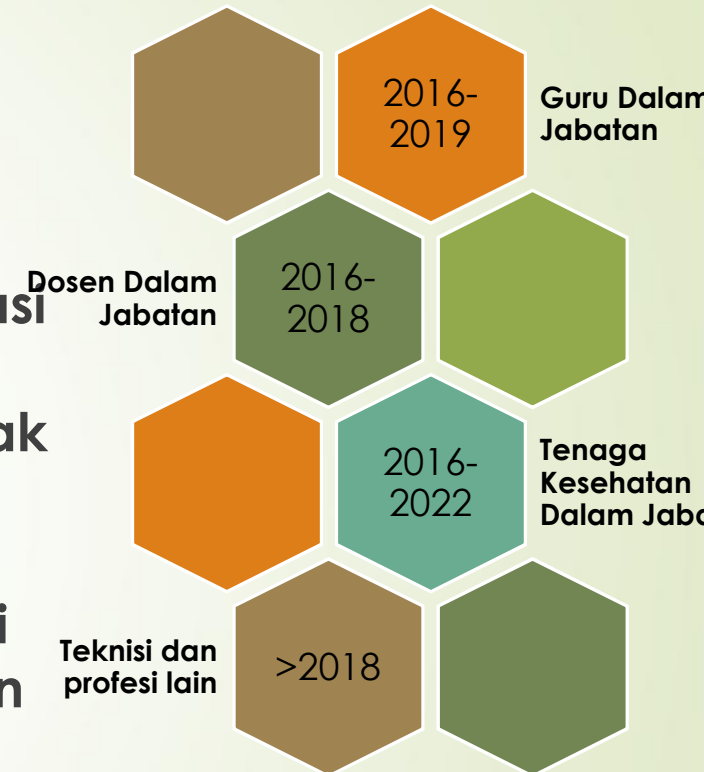 2016-
2019
Guru Dalam
Jabatan
Dosen Dalam
Jabatan
2016-
2018
2016-
2022
Tenaga
Kesehatan
Dalam
Teknisi dan
profesi lain
>2018